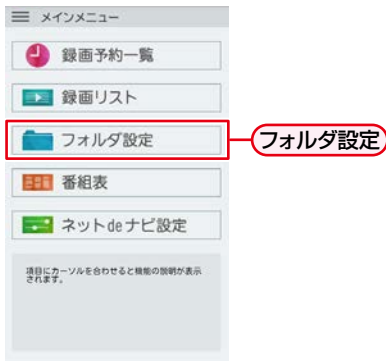 メインメニュー
録画予約一覧
録画リスト
フォルダ設定
フォルダ設定
番組表
ネットdeナビ設定
項目にカーソルを合わせると機能の説明が表示
されます。